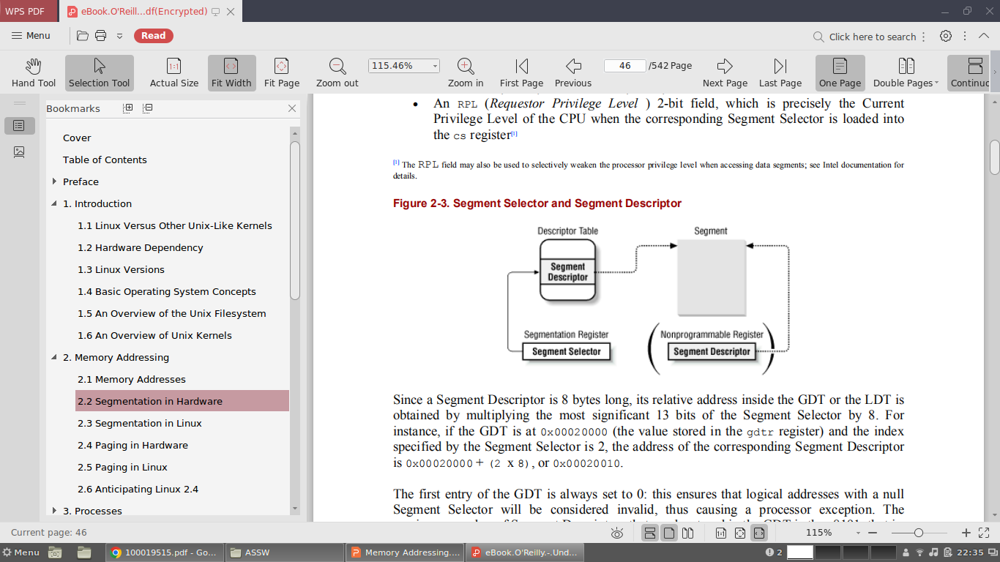 WPS PDF
eBook.O'Reill...df(Encrypted)
Menu
Read
Click here to search
Hand Tool
Selection Tool
Actual Size
Fit Width
Fit Page
Zoom out
115.46%
Zoom in
First Page
Previous
46 /542 Page
Next Page
Last Page
One Page
Double Pages
Continuc
Bookmarks
Cover
Table of Contents
Preface
1. Introduction
1.1 Linux Versus Other Unix-Like Kernels
1.2 Hardware Dependency
1.3 Linux Versions
1.4 Basic Operating System Concepts
1.5 An Overview of the Unix Filesystem
1.6 An Overview of Unix Kernels
2. Memory Addressing
2.1 Memory Addresses
2.2 Segmentation in Hardware
2.3 Segmentation in Linux
2.4 Paging in Hardware
2.5 Paging in Linux
2.6 Anticipating Linux 2.4
3. Processes
• An RPL (Requestor Privilege Level ) 2-bit field, which is precisely the Current
Privilege Level of the CPU when the corresponding Segment Selector is loaded into
the cs register[1]
[1] The RPL field may also be used to selectively weaken the processor privilege level when accessing data segments; see Intel documentation for
details.
Figure 2-3. Segment Selector and Segment Descriptor
Descriptor Table
Segment
Segment
Descriptor
Segmentation Register
Segment Selector
Nonprogrammable Register
Segment Descriptor
Since a Segment Descriptor is 8 bytes long, its relative address inside the GDT or the LDT is
obtained by multiplying the most significant 13 bits of the Segment Selector by 8. For
instance, if the GDT is at 0x00020000 (the value stored in the gdtr register) and the index
specified by the Segment Selector is 2, the address of the corresponding Segment Descriptor
is 0x00020000 + (2 x 8), or 0x00020010.
The first entry of the GDT is always set to 0: this ensures that logical addresses with a null
Segment Selector will be considered invalid, thus causing a processor exception. The
Current page: 46
115%
Menu
100019515.pdf - Go...
ASSW
Memory Addressing....
eBook.O'Reilly.-.Und...
2
22:35